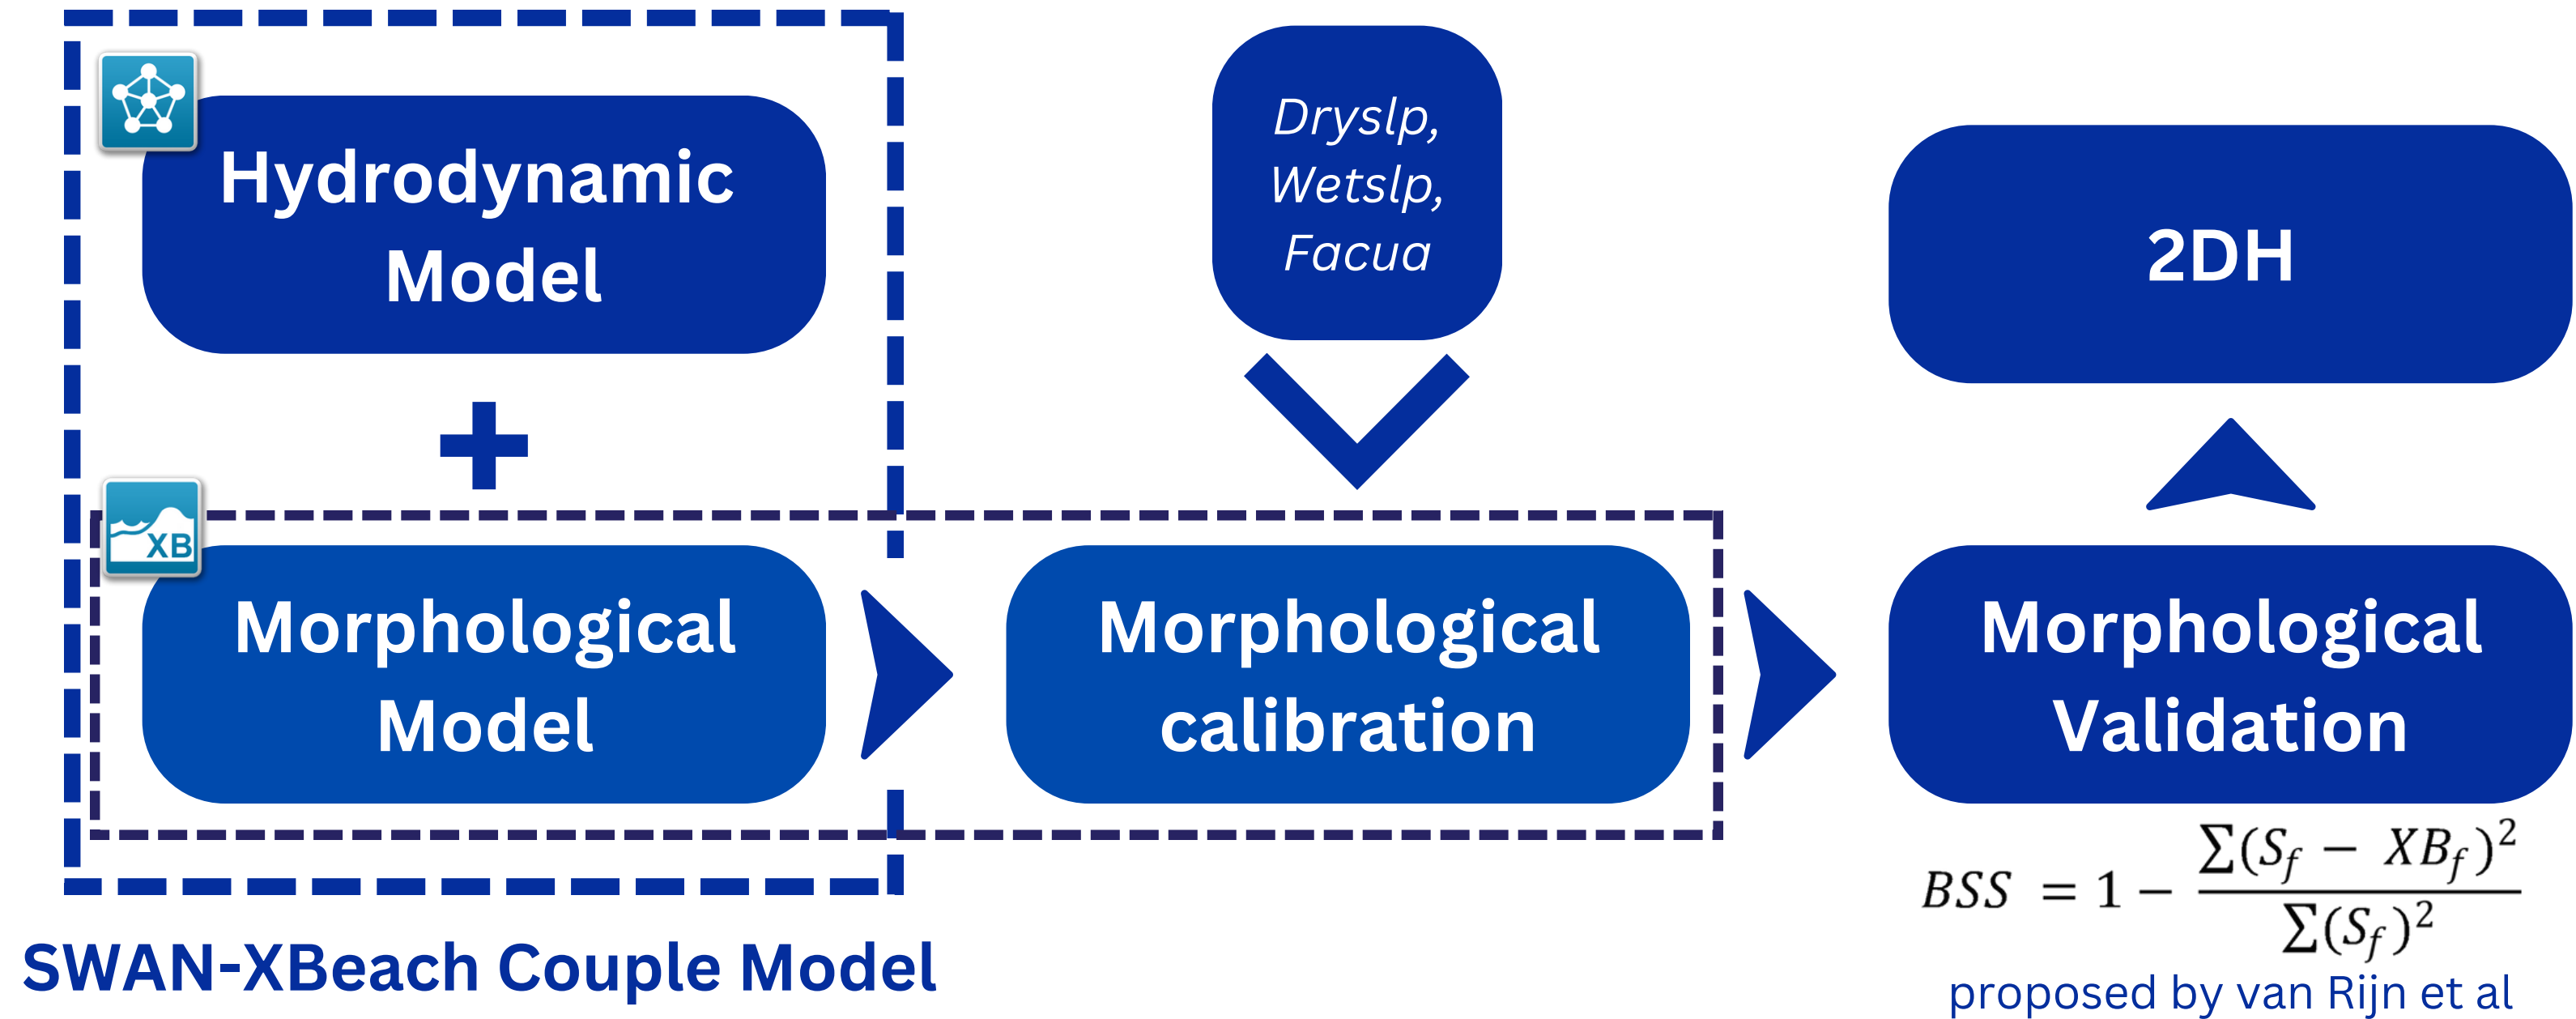 Hydrodynamic
Model
XB
Morphological
Model
SWAN-XBeach Couple Model
Dryslp,
Wetslp,
Facua
Morphological
calibration
2DH
Morphological
Validation
BSS = 1 − ∑(S_f − XB_f)² / ∑(S_f)²
proposed by van Rijn et al